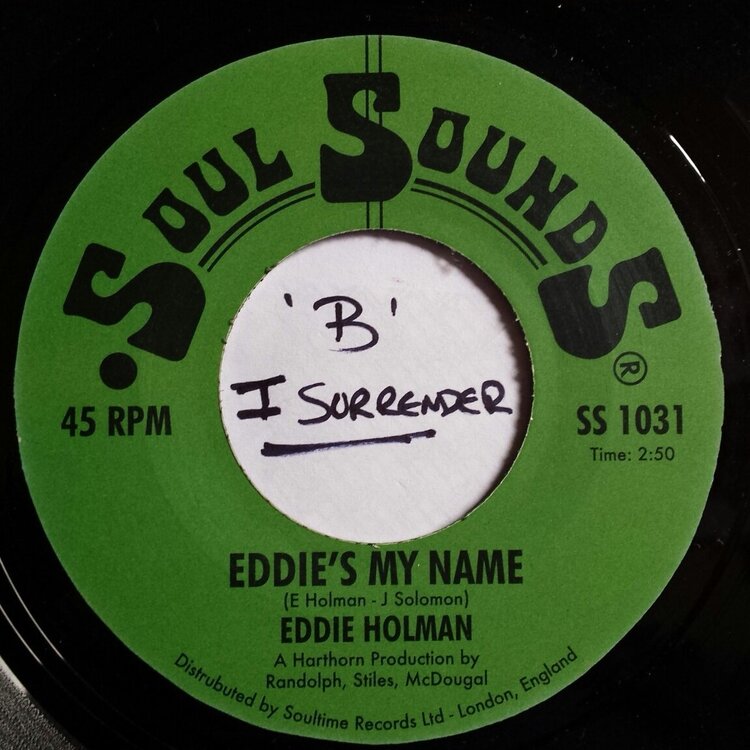 SOUL SOUNDS®
'B'
I SURRENDER
45 RPM
SS 1031
Time: 2:50
EDDIE'S MY NAME
(E Holman - J Solomon)
EDDIE HOLMAN
A Harthorn Production by
Randolph, Stiles, McDougal
Distrubuted by Soultime Records Ltd - London, England